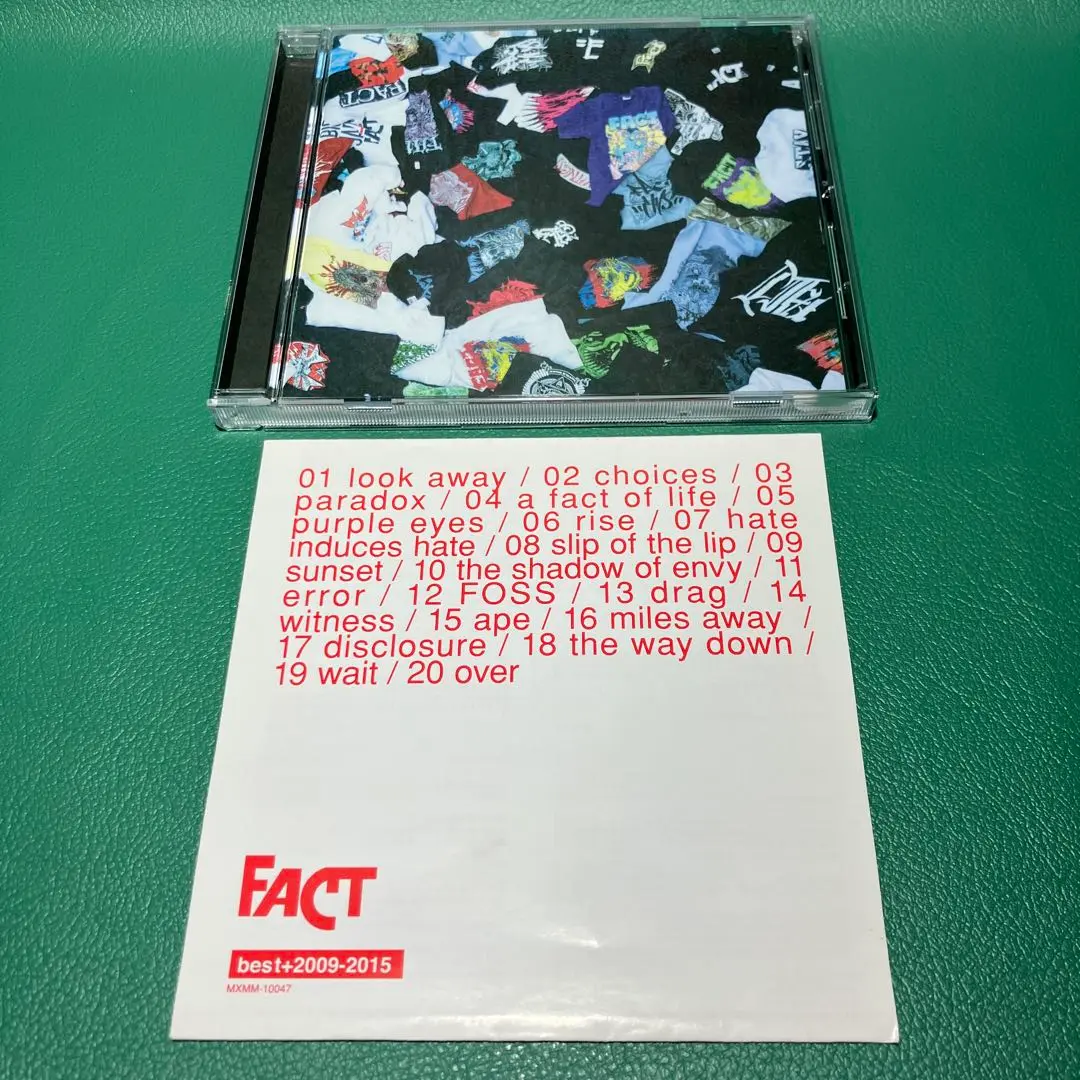 FACT
FACT
FACT
01 look away / 02 choices / 03
paradox / 04 a fact of life / 05
purple eyes / 06 rise / 07 hate
induces hate / 08 slip of the lip / 09
sunset / 10 the shadow of envy / 11
error / 12 FOSS / 13 drag / 14
witness / 15 ape / 16 miles away /
17 disclosure / 18 the way down /
19 wait / 20 over
FACT
best+2009-2015
MXMM-10047